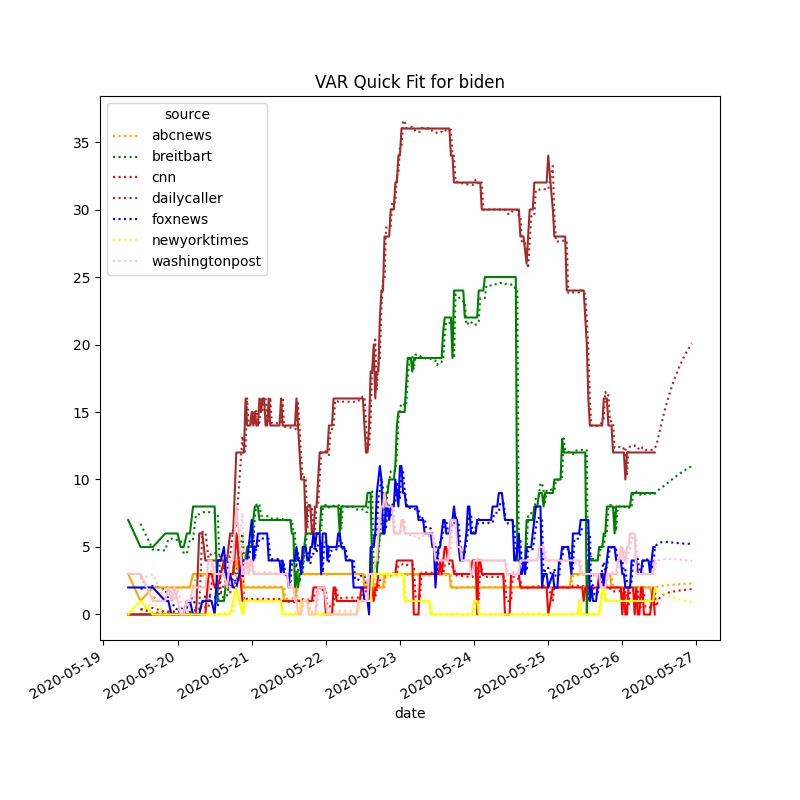 VAR Quick Fit for biden
source
abcnews
breitbart
cnn
dailycaller
foxnews
newyorktimes
washingtonpost
35
30
25
20
15
10
5
0
2020-05-19
2020-05-20
2020-05-21
2020-05-22
2020-05-23
2020-05-24
2020-05-25
2020-05-26
2020-05-27
date